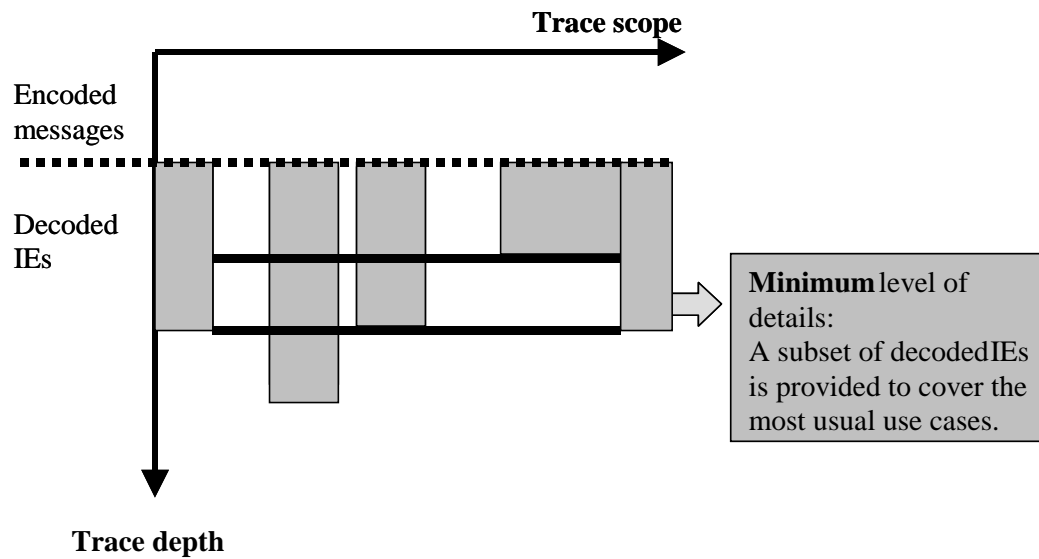 Trace scope
Encoded
messages
Decoded
IEs
Minimum level of
details:
A subset of decodedIEs
is provided to cover the
most usual use cases.
Trace depth